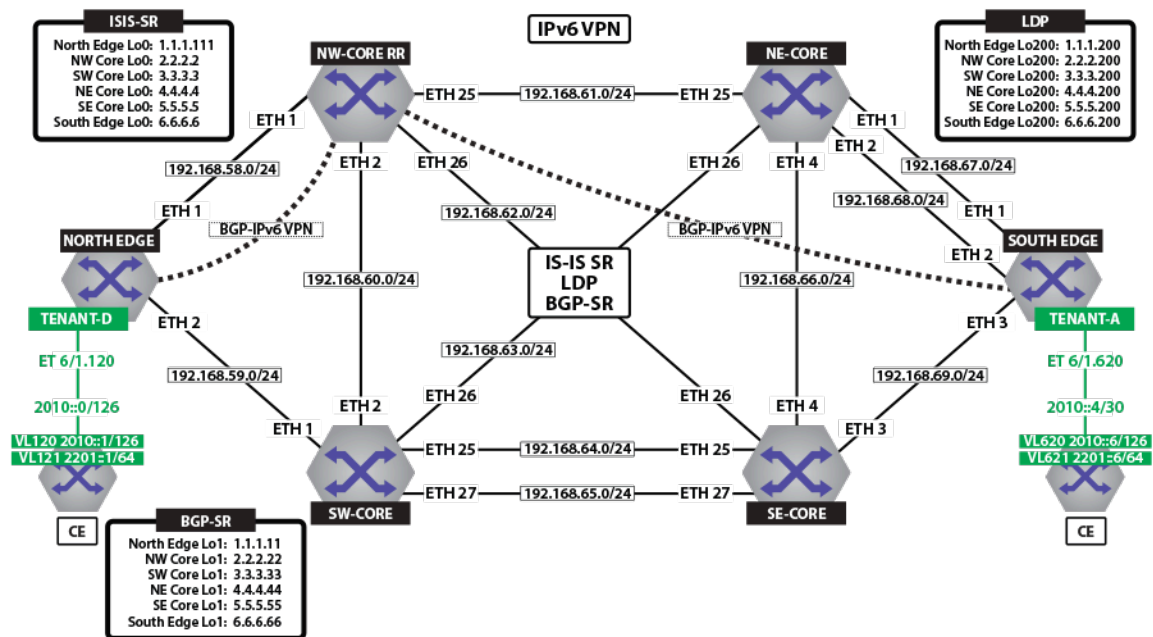 ISIS-SR
North Edge Lo0: 1.1.1.111
NW Core Lo0: 2.2.2.2
SW Core Lo0: 3.3.3.3
NE Core Lo0: 4.4.4.4
SE Core Lo0: 5.5.5.5
South Edge Lo0: 6.6.6.6
IPv6 VPN
LDP
North Edge Lo200: 1.1.1.200
NW Core Lo200: 2.2.2.200
SW Core Lo200: 3.3.3.200
NE Core Lo200: 4.4.4.200
SE Core Lo200: 5.5.5.200
South Edge Lo200: 6.6.6.200
NW-CORE RR
NE-CORE
ETH 25
192.168.61.0/24
ETH 25
ETH 1
ETH 1
ETH 2
ETH 2
ETH 26
ETH 26
ETH 4
192.168.58.0/24
192.168.67.0/24
192.168.68.0/24
ETH 1
ETH 1
192.168.62.0/24
BGP-IPv6 VPN
BGP-IPv6 VPN
NORTH EDGE
SOUTH EDGE
ETH 2
IS-IS SR
LDP
BGP-SR
192.168.60.0/24
192.168.66.0/24
TENANT-D
ETH 2
ETH 3
TENANT-A
ET 6/1.120
192.168.63.0/24
ET 6/1.620
192.168.59.0/24
192.168.69.0/24
2010::0/126
2010::4/30
ETH 1
ETH 2
ETH 26
ETH 26
ETH 4
ETH 3
VL120 2010::1/126
VL121 2201::1/64
VL620 2010::6/126
VL621 2201::6/64
ETH 25
192.168.64.0/24
ETH 25
ETH 27
192.168.65.0/24
ETH 27
SW-CORE
SE-CORE
CE
CE
BGP-SR
North Edge Lo1: 1.1.1.11
NW Core Lo1: 2.2.2.22
SW Core Lo1: 3.3.3.33
NE Core Lo1: 4.4.4.44
SE Core Lo1: 5.5.5.55
South Edge Lo1: 6.6.6.66